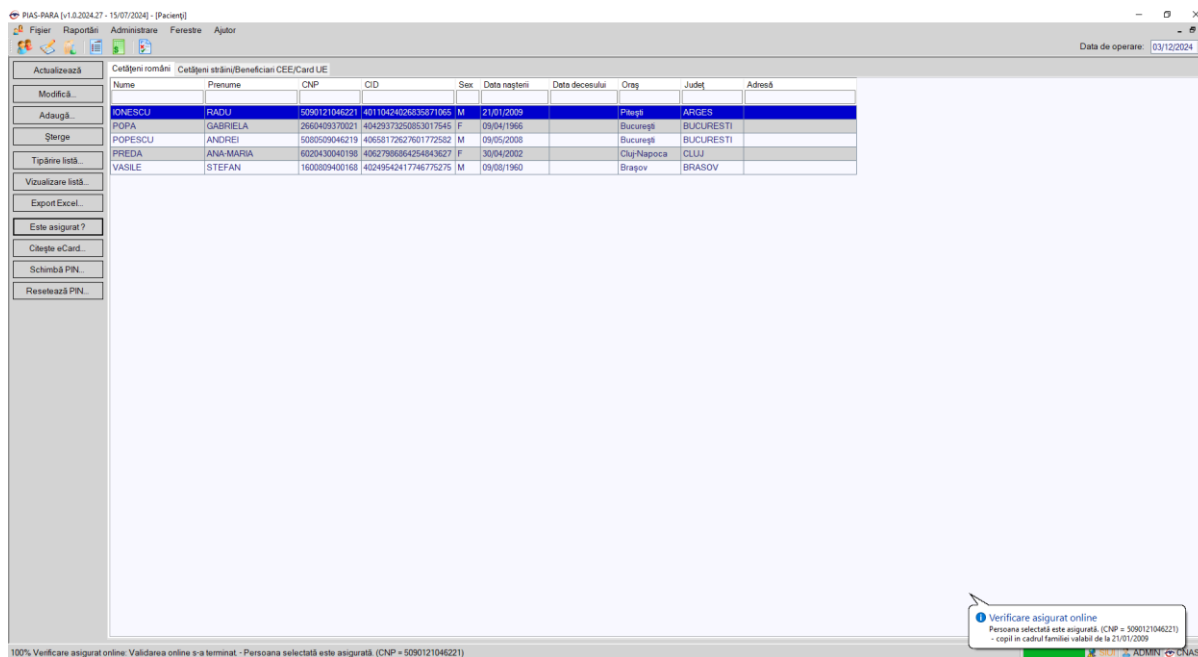 PIAS-PARA [v1.0.2024.27 - 15/07/2024] - [Pacienți]
Fișier Raportări Administrare Ferestre Ajutor
Data de operare: 03/12/2024
Actualizează
Modifică...
Adaugă...
Șterge
Tipărire listă...
Vizualizare listă...
Export Excel...
Este asigurat ?
Citește eCard...
Schimbă PIN...
Resetează PIN...
Cetățeni români Cetățeni străini/Beneficiari CEE/Card UE
Nume Prenume CNP CID Sex Data nașterii Data decesului Oraș Județ Adresă
IONESCU RADU 5090121046221 40110424026835871065 M 21/01/2009 Pitești ARGES
POPA GABRIELA 2660409370021 40429373250853017545 F 09/04/1966 București BUCURESTI
POPESCU ANDREI 5080509046219 40658172627601772582 M 09/05/2008 București BUCURESTI
PREDA ANA-MARIA 6020430040198 40627986864254843627 F 30/04/2002 Cluj-Napoca CLUJ
VASILE STEFAN 1600809400168 40249542417746775275 M 09/08/1960 Brașov BRASOV
Verificare asigurat online
Persoana selectată este asigurată. (CNP = 5090121046221)
- copil in cadrul familiei valabil de la 21/01/2009
100% Verificare asigurat online: Validarea online s-a terminat. - Persoana selectată este asigurată. (CNP = 5090121046221)
ADMIN CNAS